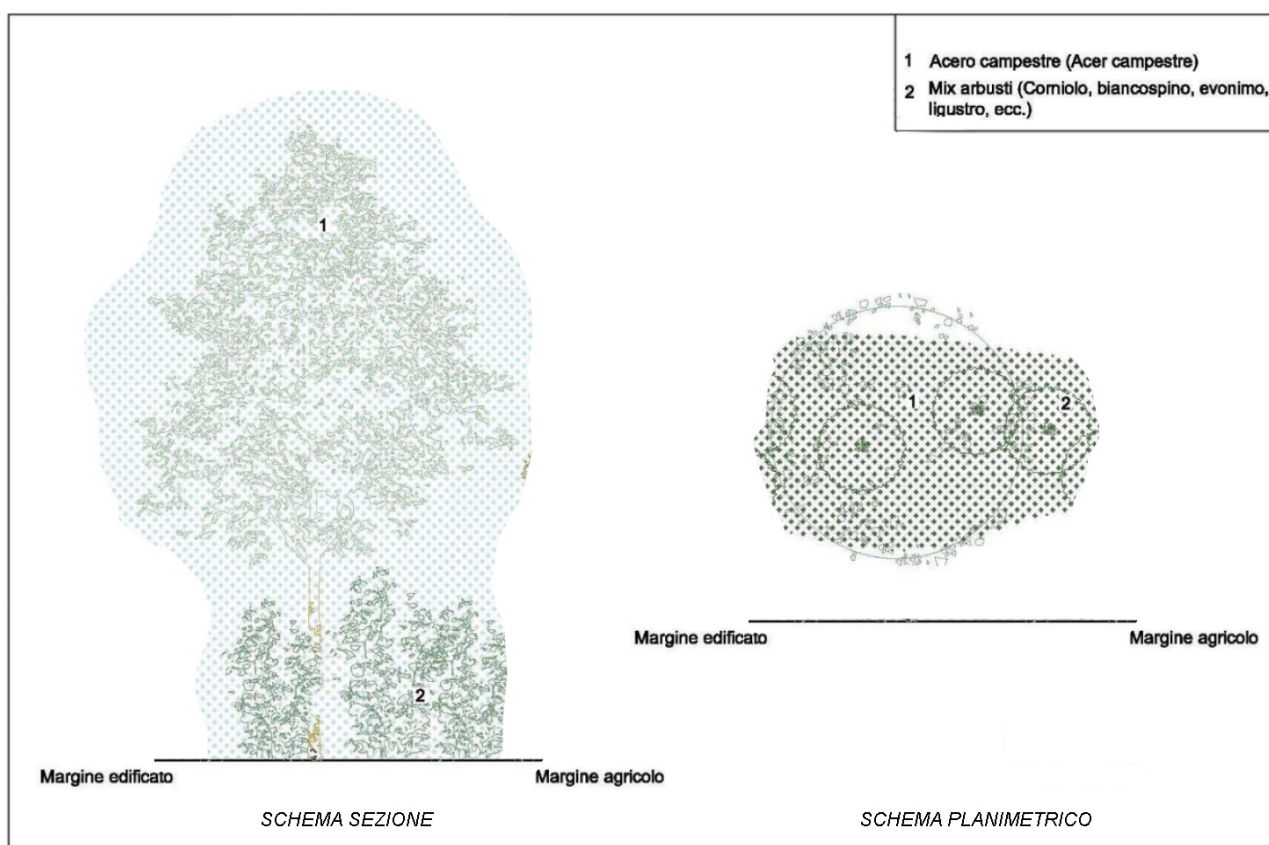 1 Acero campestre (Acer campestre)
2 Mix arbusti (Corniolo, biancospino, evonimo,
ligustro, ecc.)
1
2
Margine edificato
Margine agricolo
SCHEMA SEZIONE
1
2
Margine edificato
Margine agricolo
SCHEMA PLANIMETRICO